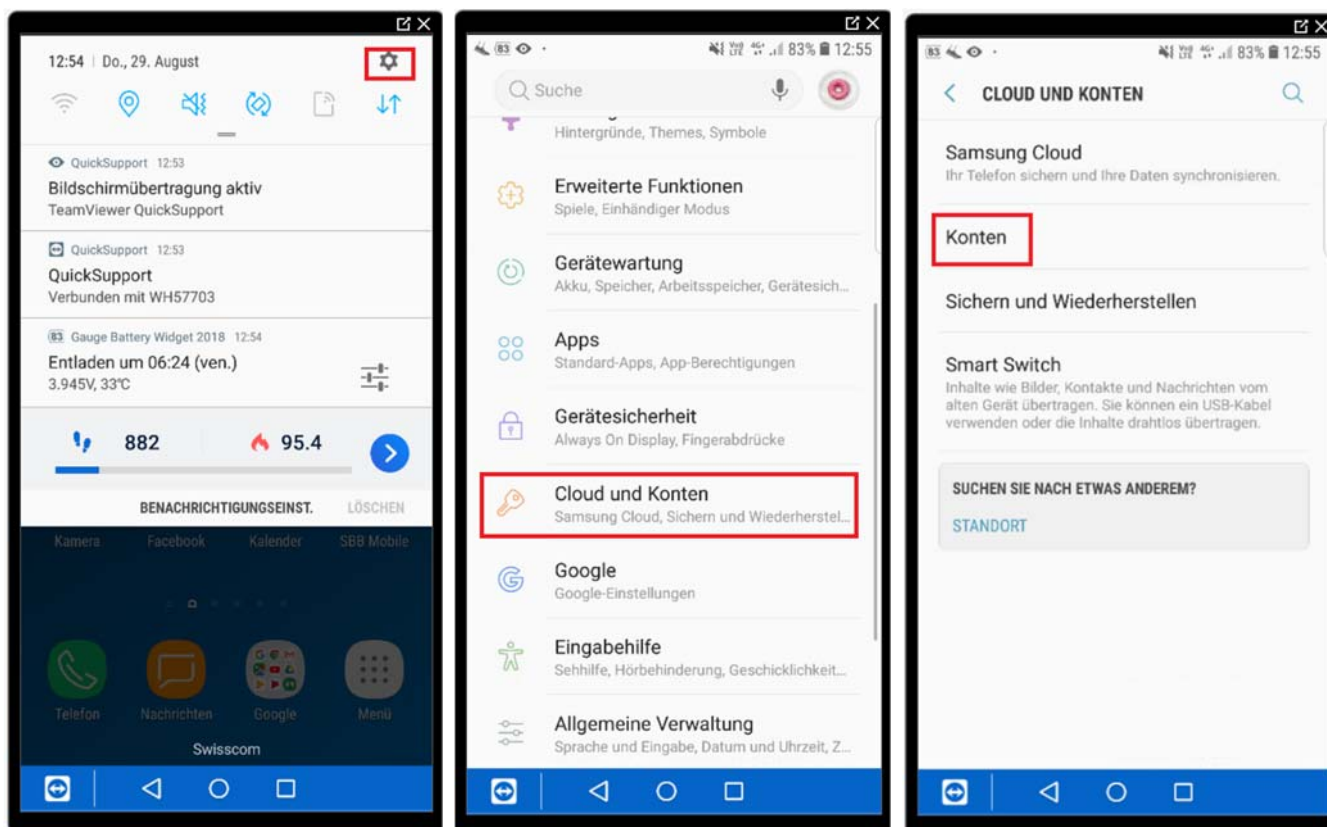 12:54 | Do., 29. August
QuickSupport 12:53
Bildschirmübertragung aktiv
TeamViewer QuickSupport
QuickSupport 12:53
QuickSupport
Verbunden mit WH57703
83 Gauge Battery Widget 2018 12:54
Entladen um 06:24 (ven.)
3.945V, 33°C
882 95.4
BENACHRICHTIGUNGSEINST. LÖSCHEN
Kamera Facebook Kalender SBB Mobile
Telefon Nachrichten Google Menü
Swisscom
83 83% 12:55
Suche
Hintergründe, Themes, Symbole
Erweiterte Funktionen
Spiele, Einhändiger Modus
Gerätewartung
Akku, Speicher, Arbeitsspeicher, Gerätesich...
Apps
Standard-Apps, App-Berechtigungen
Gerätesicherheit
Always On Display, Fingerabdrücke
Cloud und Konten
Samsung Cloud, Sichern und Wiederherstel...
Google
Google-Einstellungen
Eingabehilfe
Sehhilfe, Hörbehinderung, Geschicklichkeit...
Allgemeine Verwaltung
Sprache und Eingabe, Datum und Uhrzeit, Z...
83 83% 12:55
CLOUD UND KONTEN
Samsung Cloud
Ihr Telefon sichern und Ihre Daten synchronisieren.
Konten
Sichern und Wiederherstellen
Smart Switch
Inhalte wie Bilder, Kontakte und Nachrichten vom
alten Gerät übertragen. Sie können ein USB-Kabel
verwenden oder die Inhalte drahtlos übertragen.
SUCHEN SIE NACH ETWAS ANDEREM?
STANDORT